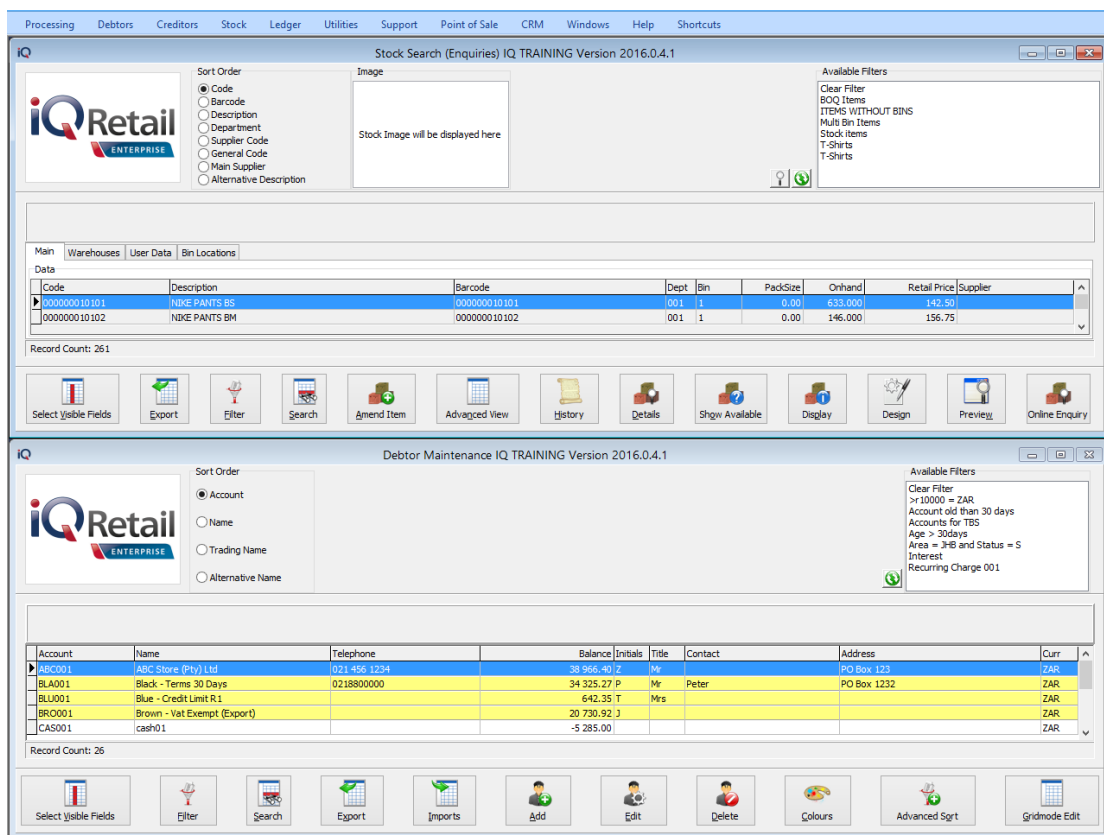 Processing Debtors Creditors Stock Ledger Utilities Support Point of Sale CRM Windows Help Shortcuts
iQ Stock Search (Enquiries) IQ TRAINING Version 2016.0.4.1
iQ Retail
ENTERPRISE
Sort Order
Code
Barcode
Description
Department
Supplier Code
General Code
Main Supplier
Alternative Description
Image
Stock Image will be displayed here
Available Filters
Clear Filter
BOQ Items
ITEMS WITHOUT BINS
Multi Bin Items
Stock items
T-Shirts
T-Shirts
Main Warehouses User Data Bin Locations
Data
Code Description Barcode Dept Bin PackSize Onhand Retail Price Supplier
000000010101 NIKE PANTS BS 000000010101 001 1 0.00 633.000 142.50
000000010102 NIKE PANTS BM 000000010102 001 1 0.00 146.000 156.75
Record Count: 261
Select Visible Fields Export Filter Search Amend Item Advanced View History Details Show Available Display Design Preview Online Enquiry
iQ Debtor Maintenance IQ TRAINING Version 2016.0.4.1
iQ Retail
ENTERPRISE
Sort Order
Account
Name
Trading Name
Alternative Name
Available Filters
Clear Filter
>r10000 = ZAR
Account old than 30 days
Accounts for TBS
Age > 30days
Area = JHB and Status = S
Interest
Recurring Charge 001
Account Name Telephone Balance Initials Title Contact Address Curr
ABC001 ABC Store (Pty) Ltd 021 456 1234 38 966.40 Z Mr PO Box 123 ZAR
BLA001 Black - Terms 30 Days 0218800000 34 325.27 P Mr Peter PO Box 1232 ZAR
BLU001 Blue - Credit Limit R1 642.35 T Mrs ZAR
BRO001 Brown - Vat Exempt (Export) 20 730.92 J ZAR
CAS001 cash01 -5 285.00 ZAR
Record Count: 26
Select Visible Fields Filter Search Export Imports Add Edit Delete Colours Advanced Sort Gridmode Edit